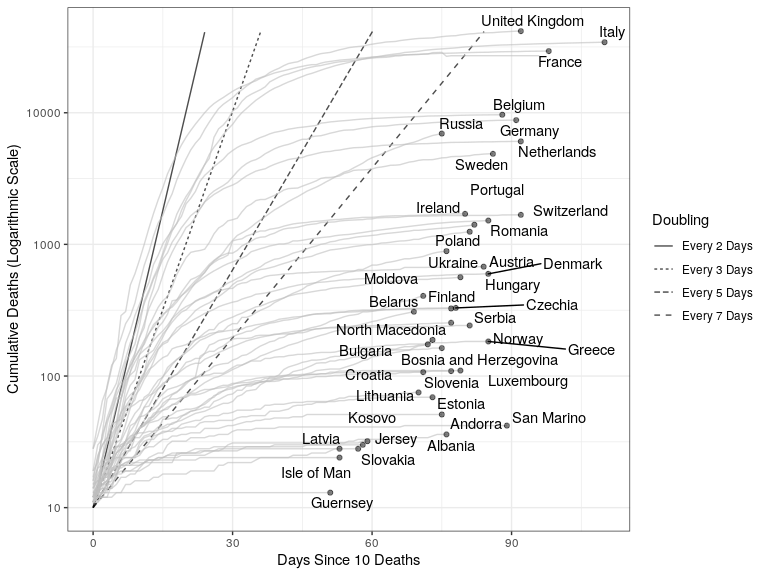 United Kingdom
Italy
France
Belgium
Russia
Germany
Netherlands
Sweden
Portugal
Ireland
Switzerland
Romania
Poland
Ukraine
Austria
Denmark
Moldova
Hungary
Belarus
Finland
Czechia
Serbia
North Macedonia
Norway
Greece
Bulgaria
Bosnia and Herzegovina
Croatia
Slovenia
Luxembourg
Lithuania
Estonia
Kosovo
Andorra
San Marino
Latvia
Jersey
Albania
Slovakia
Isle of Man
Guernsey
10000
1000
100
10
0
30
60
90
Days Since 10 Deaths
Cumulative Deaths (Logarithmic Scale)
Doubling
Every 2 Days
Every 3 Days
Every 5 Days
Every 7 Days